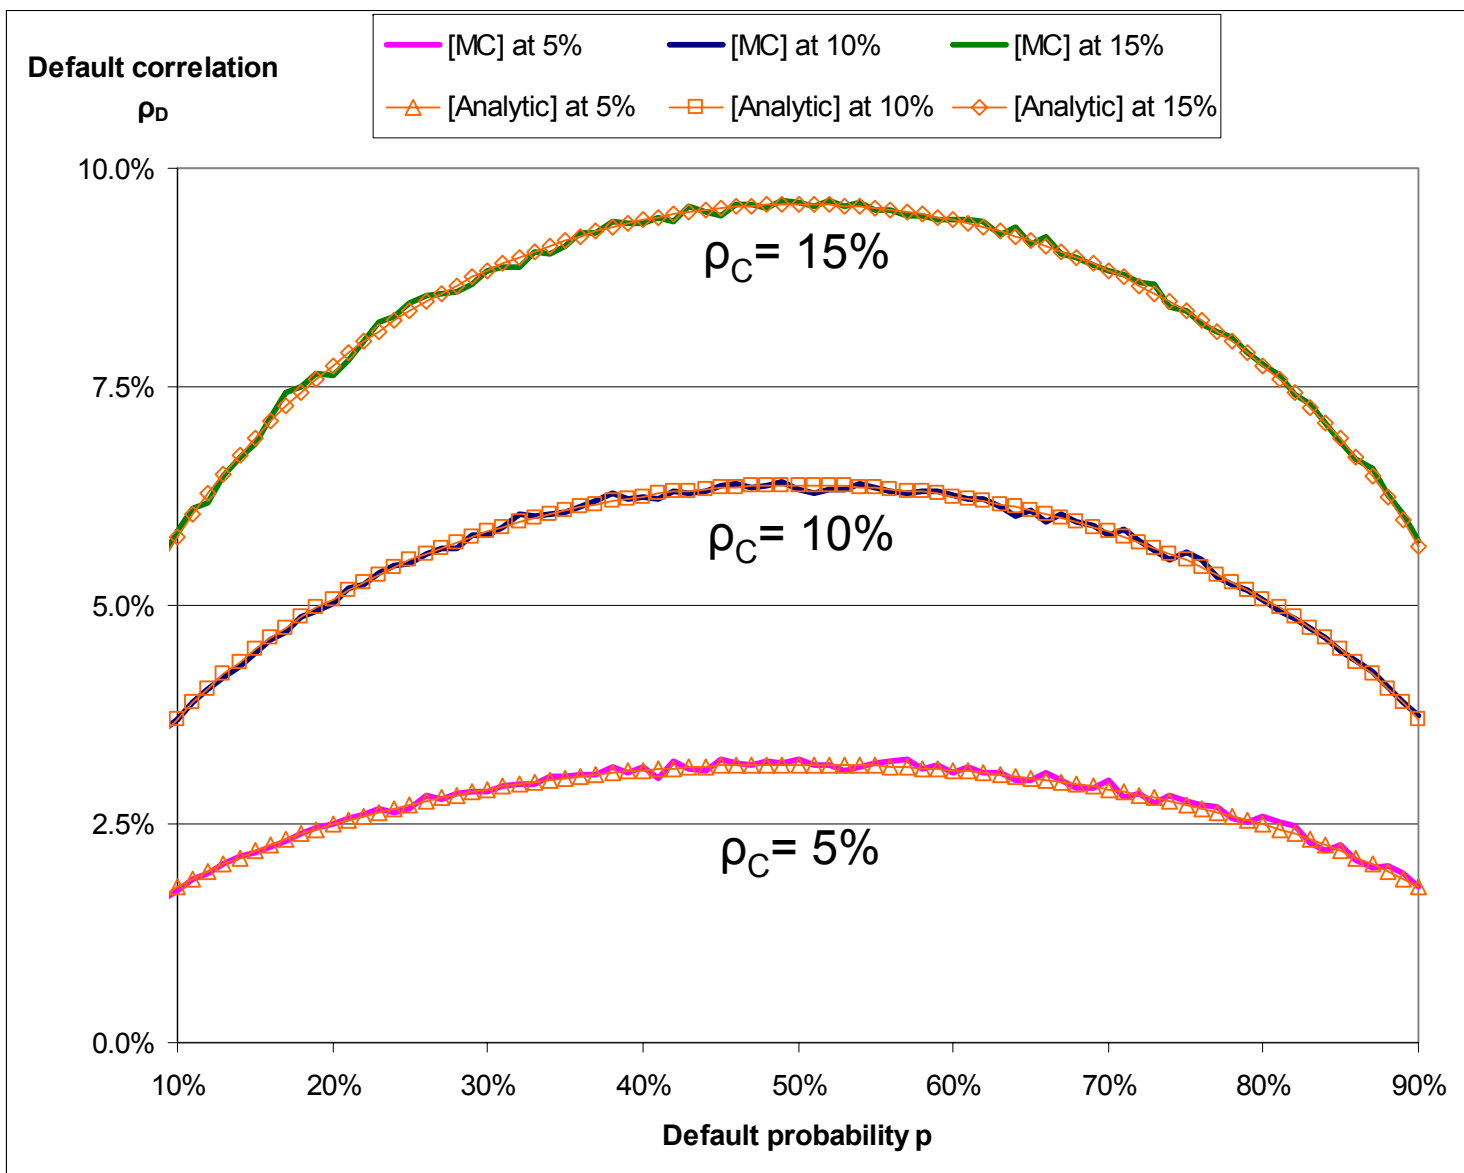 Default correlation
ρD
[MC] at 5% [MC] at 10% [MC] at 15%
[Analytic] at 5% [Analytic] at 10% [Analytic] at 15%
10.0%
ρC= 15%
7.5%
ρC= 10%
5.0%
2.5%
ρC= 5%
0.0%
10% 20% 30% 40% 50% 60% 70% 80% 90%
Default probability p